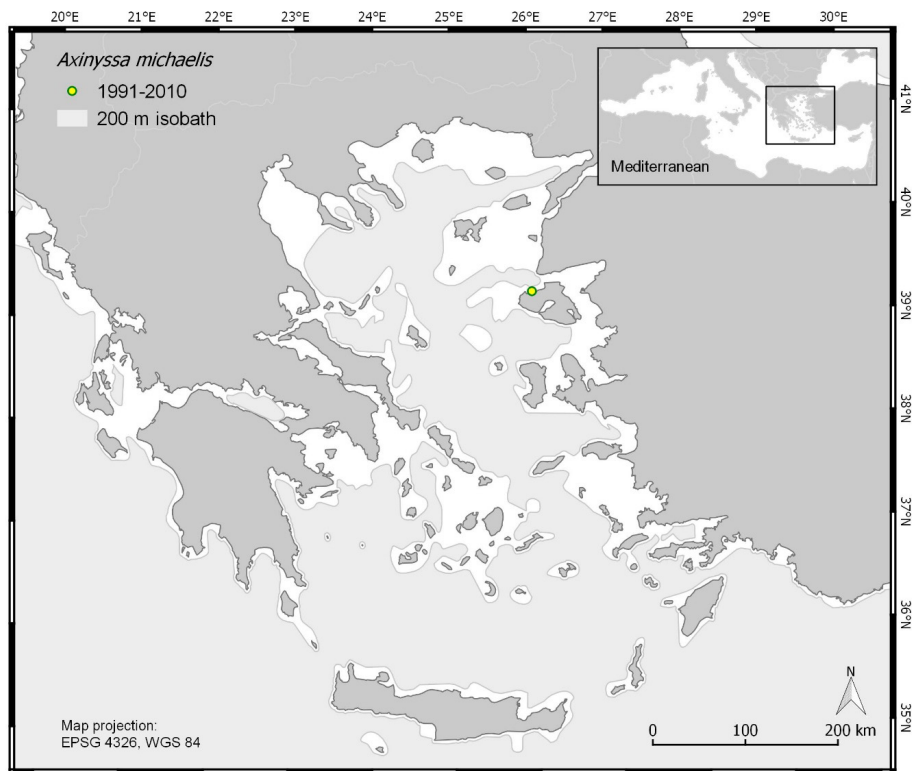 20°E 21°E 22°E 23°E 24°E 25°E 26°E 27°E 28°E 29°E 30°E
Axinyssa michaelis
1991-2010
200 m isobath
Mediterranean
41°N
40°N
39°N
38°N
37°N
36°N
35°N
N
0 100 200 km
Map projection:
EPSG 4326, WGS 84